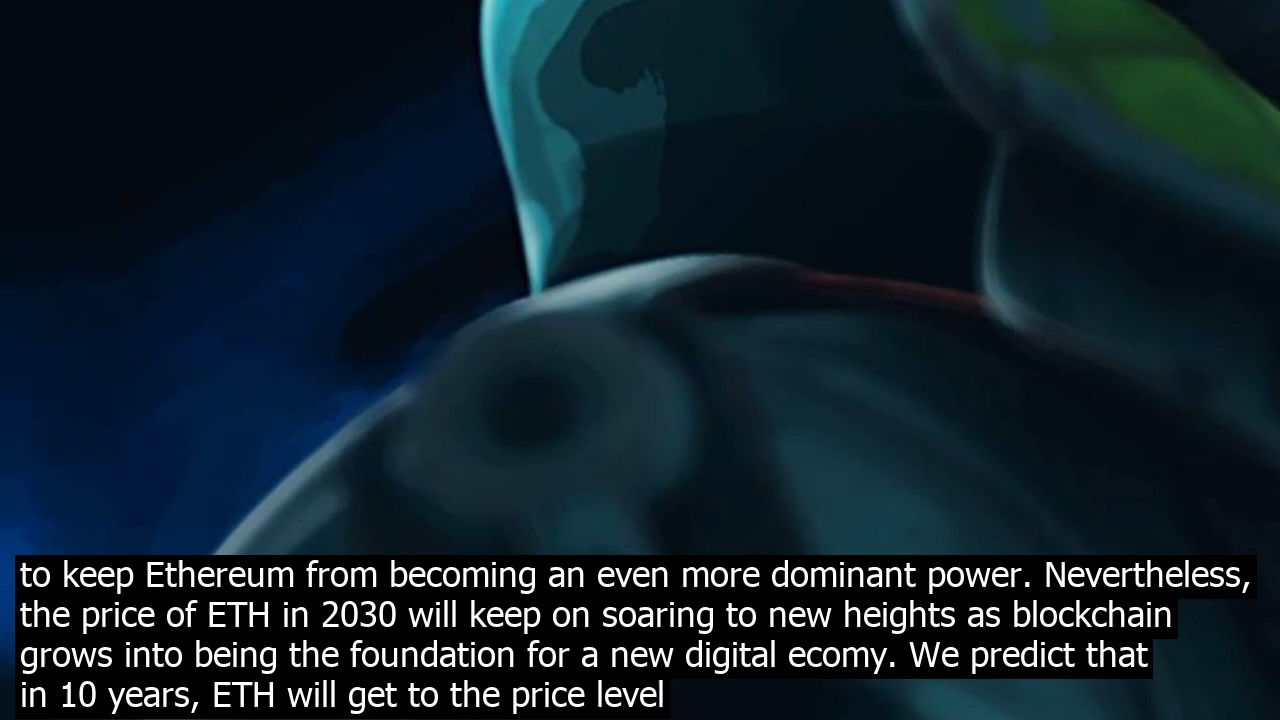 to keep Ethereum from becoming an even more dominant power. Nevertheless,
the price of ETH in 2030 will keep on soaring to new heights as blockchain
grows into being the foundation for a new digital ecomy. We predict that
in 10 years, ETH will get to the price level